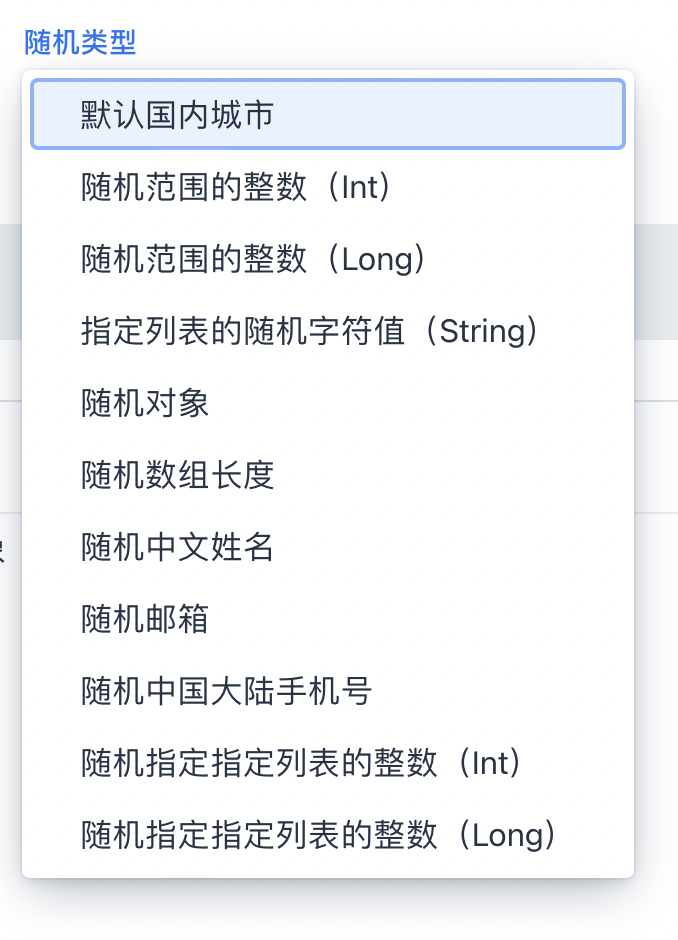 随机类型
默认国内城市
随机范围的整数（Int）
随机范围的整数（Long）
指定列表的随机字符值（String）
随机对象
随机数组长度
随机中文姓名
随机邮箱
随机中国大陆手机号
随机指定指定列表的整数（Int）
随机指定指定列表的整数（Long）